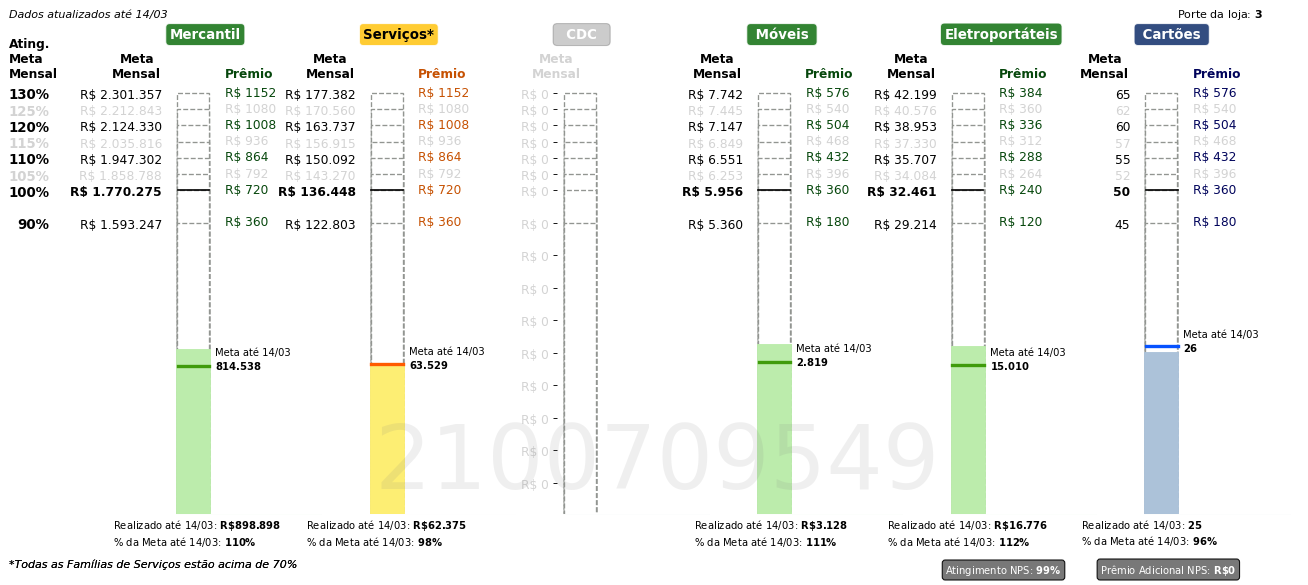 Dados atualizados até 14/03
Porte da loja: 3
Mercantil Serviços* CDC Móveis Eletroportáteis Cartões
Ating. Meta Mensal
Meta Mensal Prêmio Meta Mensal Prêmio Meta Mensal Meta Mensal Prêmio Meta Mensal Prêmio Meta Mensal Prêmio
130% R$ 2.301.357 R$ 1152 R$ 177.382 R$ 1152 R$ 0 R$ 7.742 R$ 576 R$ 42.199 R$ 384 65 R$ 576
125% R$ 2.212.843 R$ 1080 R$ 170.560 R$ 1080 R$ 0 R$ 7.445 R$ 540 R$ 40.576 R$ 360 62 R$ 540
120% R$ 2.124.330 R$ 1008 R$ 163.737 R$ 1008 R$ 0 R$ 7.147 R$ 504 R$ 38.953 R$ 336 60 R$ 504
115% R$ 2.035.816 R$ 936 R$ 156.915 R$ 936 R$ 0 R$ 6.849 R$ 468 R$ 37.330 R$ 312 57 R$ 468
110% R$ 1.947.302 R$ 864 R$ 150.092 R$ 864 R$ 0 R$ 6.551 R$ 432 R$ 35.707 R$ 288 55 R$ 432
105% R$ 1.858.788 R$ 792 R$ 143.270 R$ 792 R$ 0 R$ 6.253 R$ 396 R$ 34.084 R$ 264 52 R$ 396
100% R$ 1.770.275 R$ 720 R$ 136.448 R$ 720 R$ 0 R$ 5.956 R$ 360 R$ 32.461 R$ 240 50 R$ 360
90% R$ 1.593.247 R$ 360 R$ 122.803 R$ 360 R$ 0 R$ 5.360 R$ 180 R$ 29.214 R$ 120 45 R$ 180
R$ 0
R$ 0
R$ 0
R$ 0
R$ 0
R$ 0
R$ 0
R$ 0
Meta até 14/03 Meta até 14/03 Meta até 14/03 Meta até 14/03 Meta até 14/03
814.538 63.529 2.819 15.010 26
2100709549
Realizado até 14/03: R$898.898 Realizado até 14/03: R$62.375 Realizado até 14/03: R$3.128 Realizado até 14/03: R$16.776 Realizado até 14/03: 25
% da Meta até 14/03: 110% % da Meta até 14/03: 98% % da Meta até 14/03: 111% % da Meta até 14/03: 112% % da Meta até 14/03: 96%
*Todas as Famílias de Serviços estão acima de 70%
Atingimento NPS: 99% Prêmio Adicional NPS: R$0